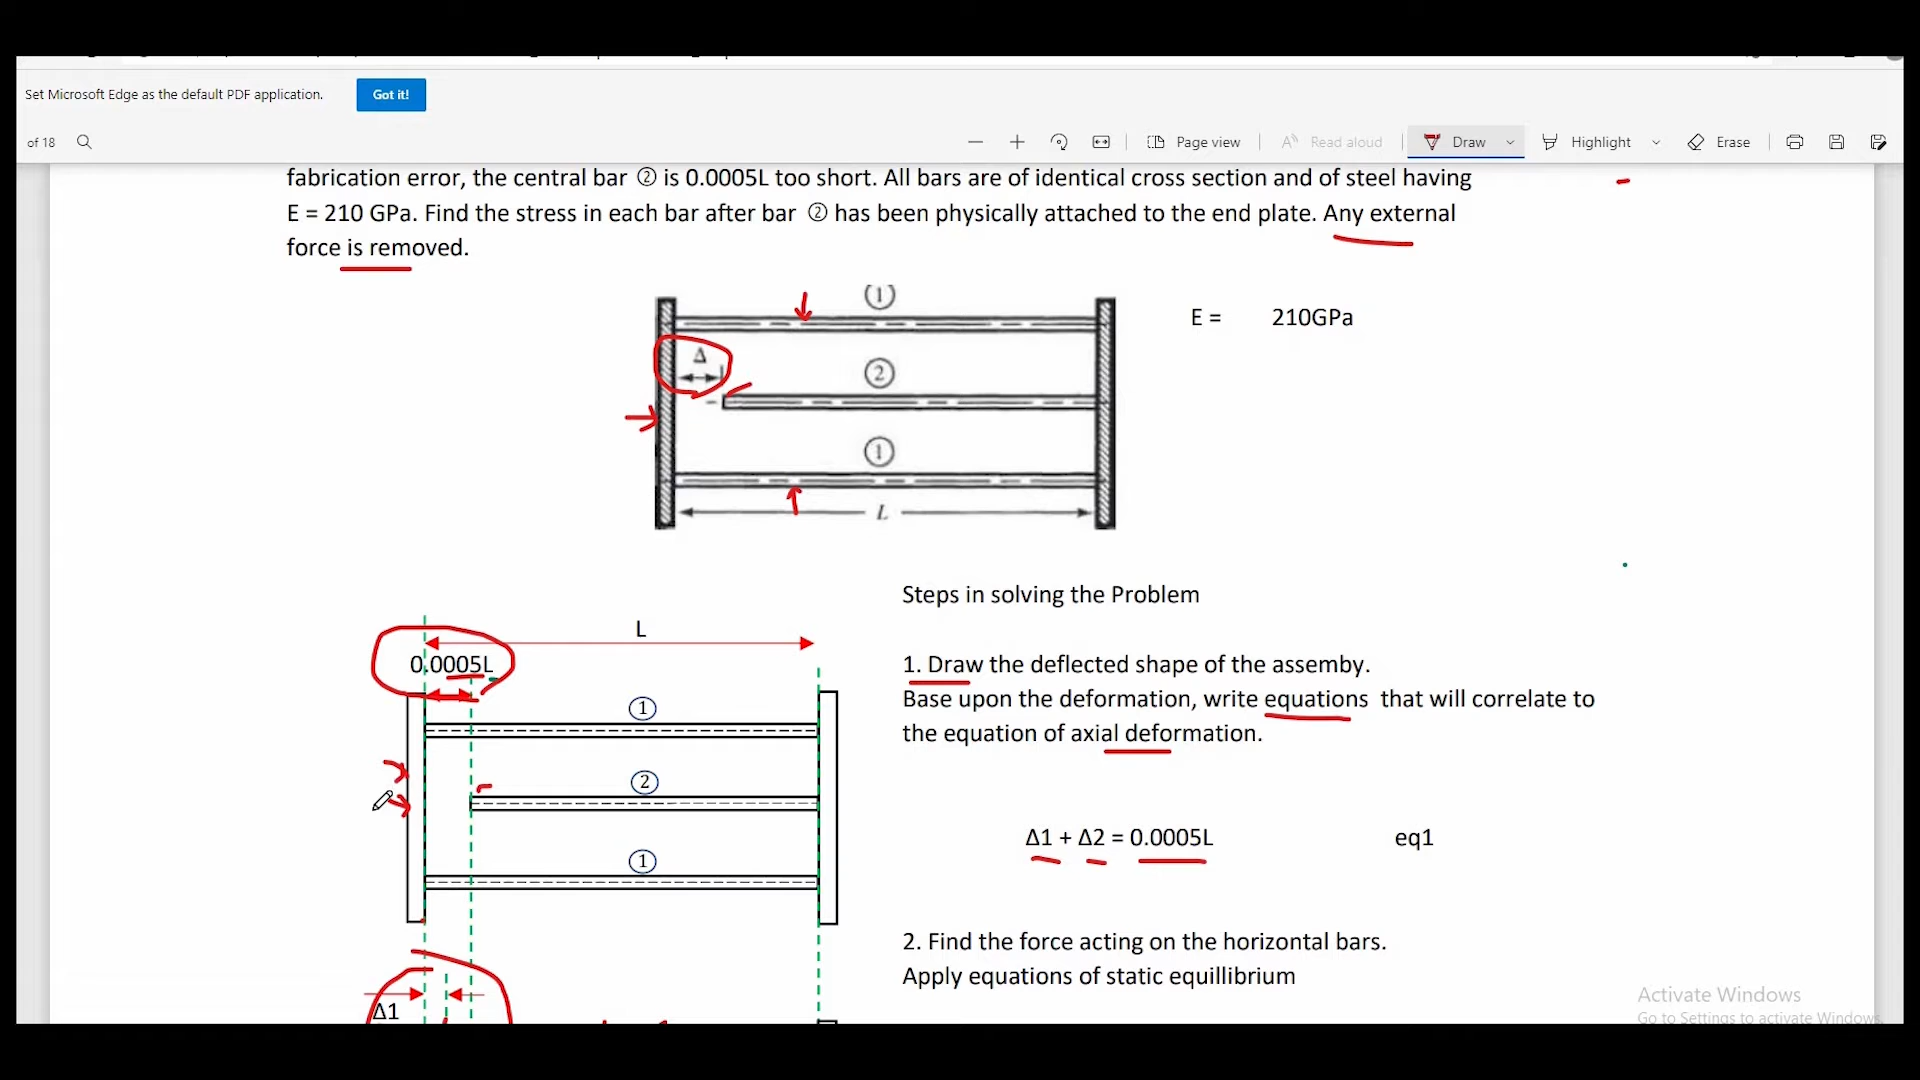 Set Microsoft Edge as the default PDF application.
Got it!
of 18
Page view
Read aloud
Draw
Highlight
Erase
fabrication error, the central bar ② is 0.0005L too short. All bars are of identical cross section and of steel having
E = 210 GPa. Find the stress in each bar after bar ② has been physically attached to the end plate. Any external
force is removed.
①
E = 210GPa
Δ
②
①
L
Steps in solving the Problem
L
0.0005L
1. Draw the deflected shape of the assemby.
Base upon the deformation, write equations that will correlate to
the equation of axial deformation.
①
②
①
Δ1 + Δ2 = 0.0005L eq1
2. Find the force acting on the horizontal bars.
Apply equations of static equillibrium
Δ1
Activate Windows
Go to Settings to activate Windows.